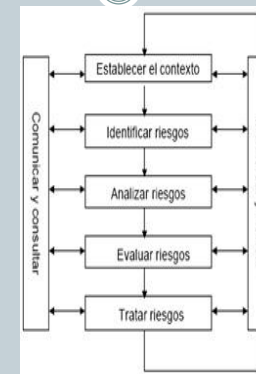 Establecer el contexto
Identificar riesgos
Analizar riesgos
Evaluar riesgos
Tratar riesgos
Comunicar y consultar